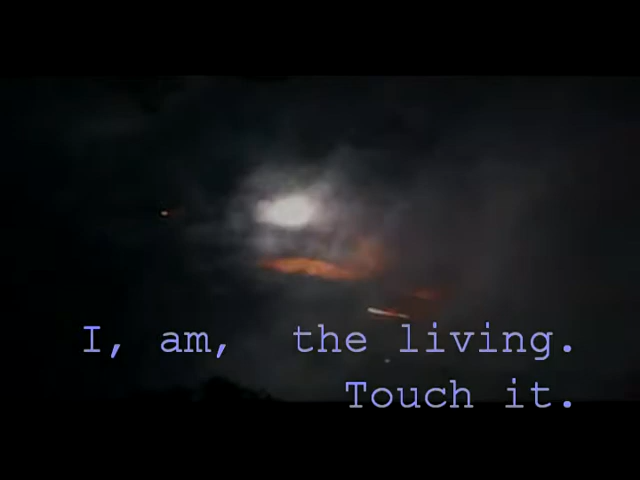 I, am,  the living.
Touch it.